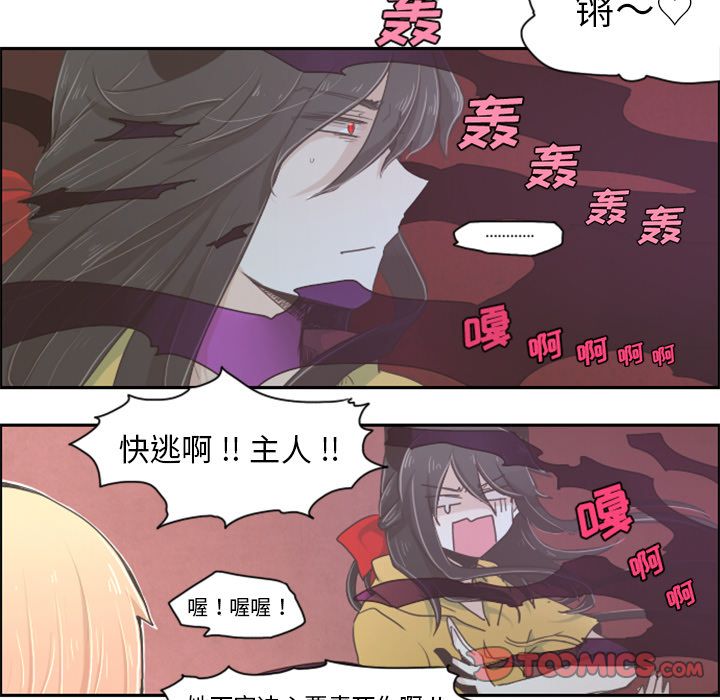 锵～♡
轰
轰
轰
轰
轰
.............
嘎
啊
啊
啊
啊
快逃啊 !! 主人 !!
嘎
啊
啊
喔！喔喔！
TOOMICS.COM